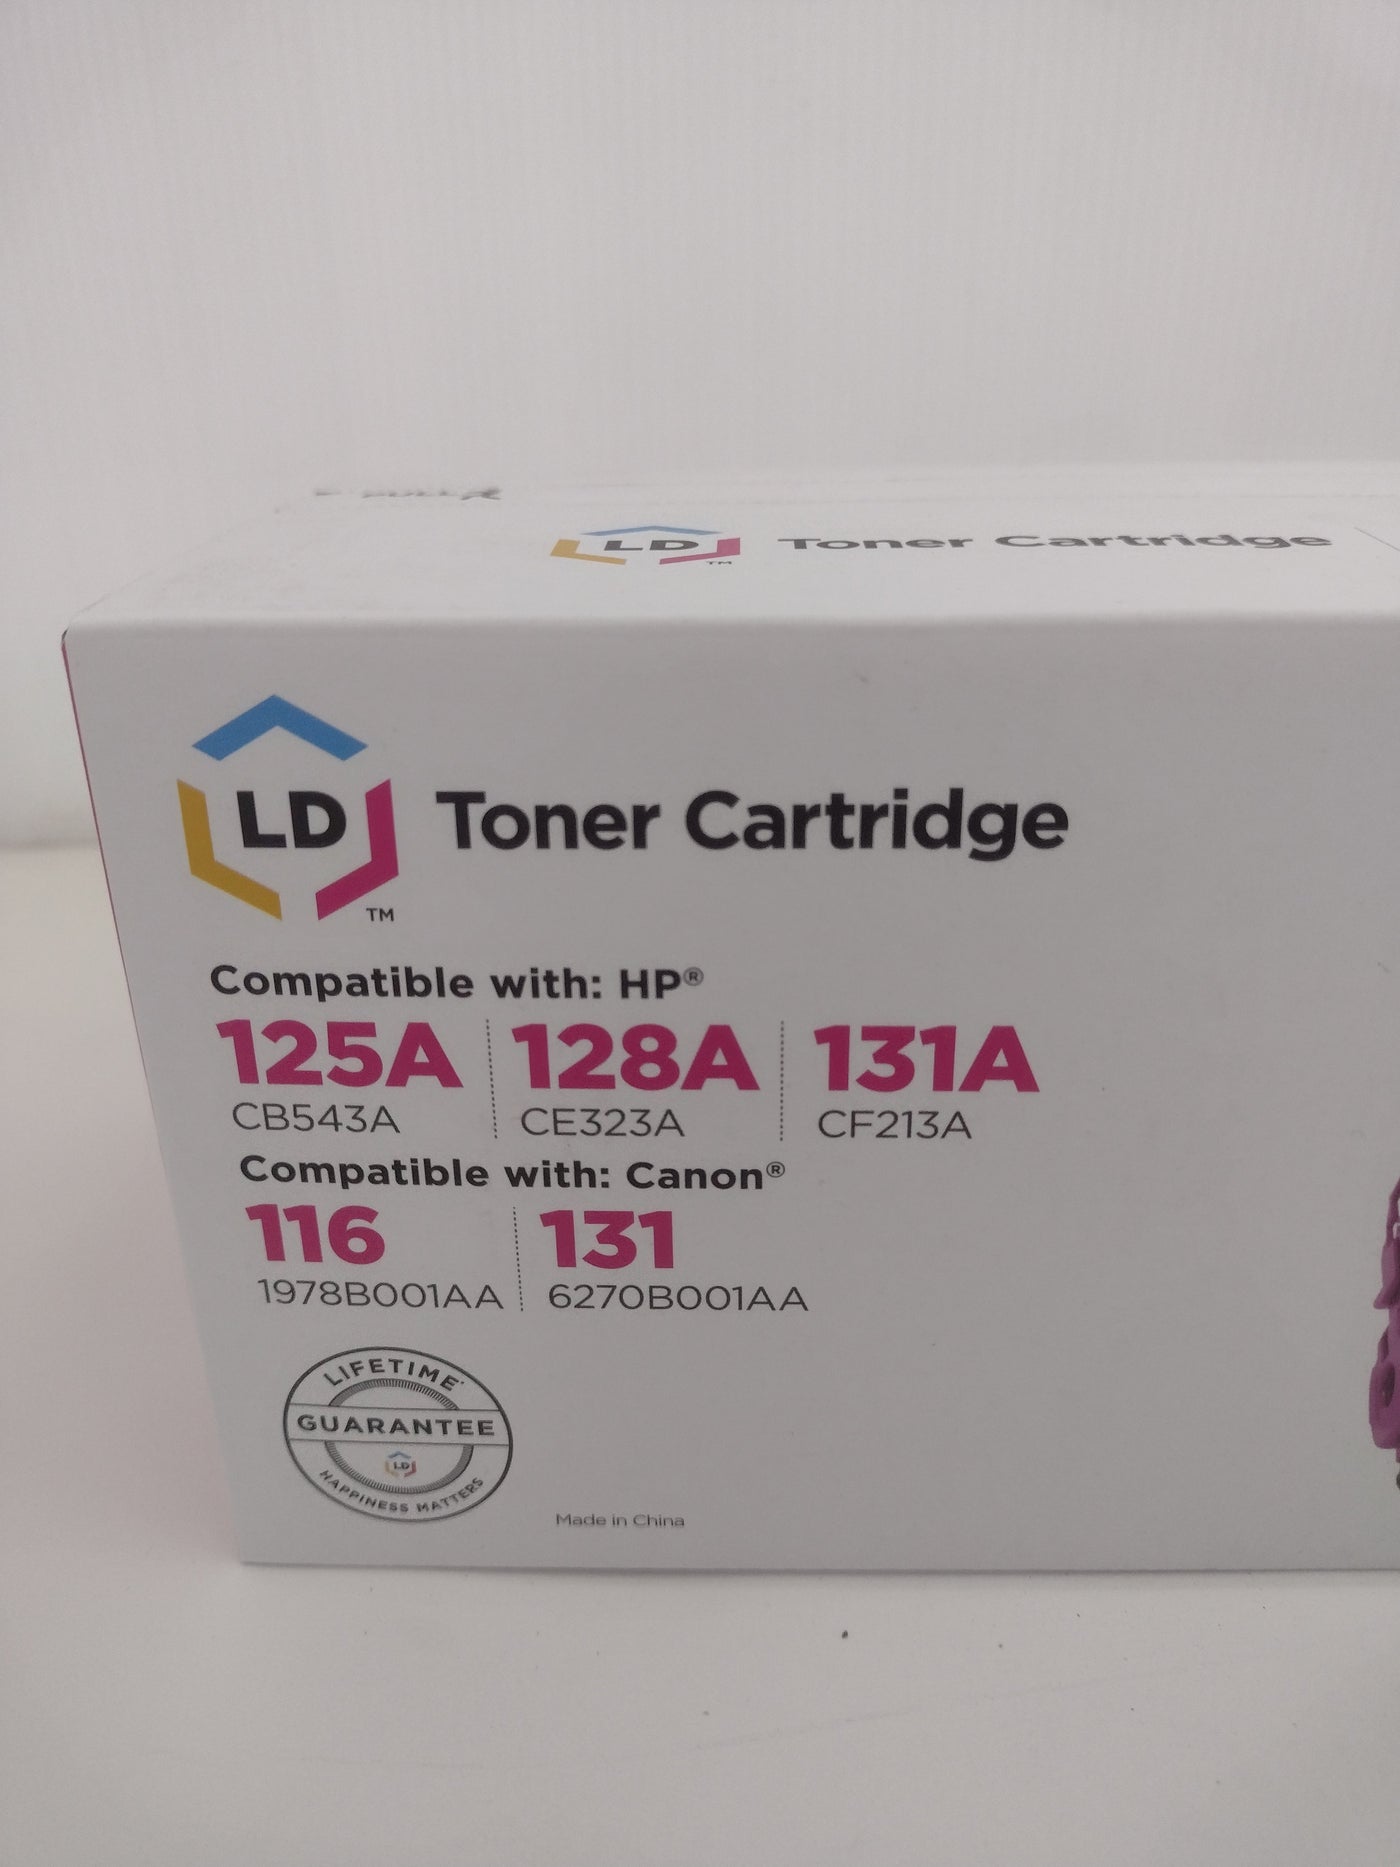 LD Toner Cartridge
TM
LD Toner Cartridge
TM
Compatible with: HP®
125A 128A 131A
CB543A CE323A CF213A
Compatible with: Canon®
116 131
1978B001AA 6270B001AA
LIFETIME*
GUARANTEE
LD
HAPPINESS MATTERS
Made in China